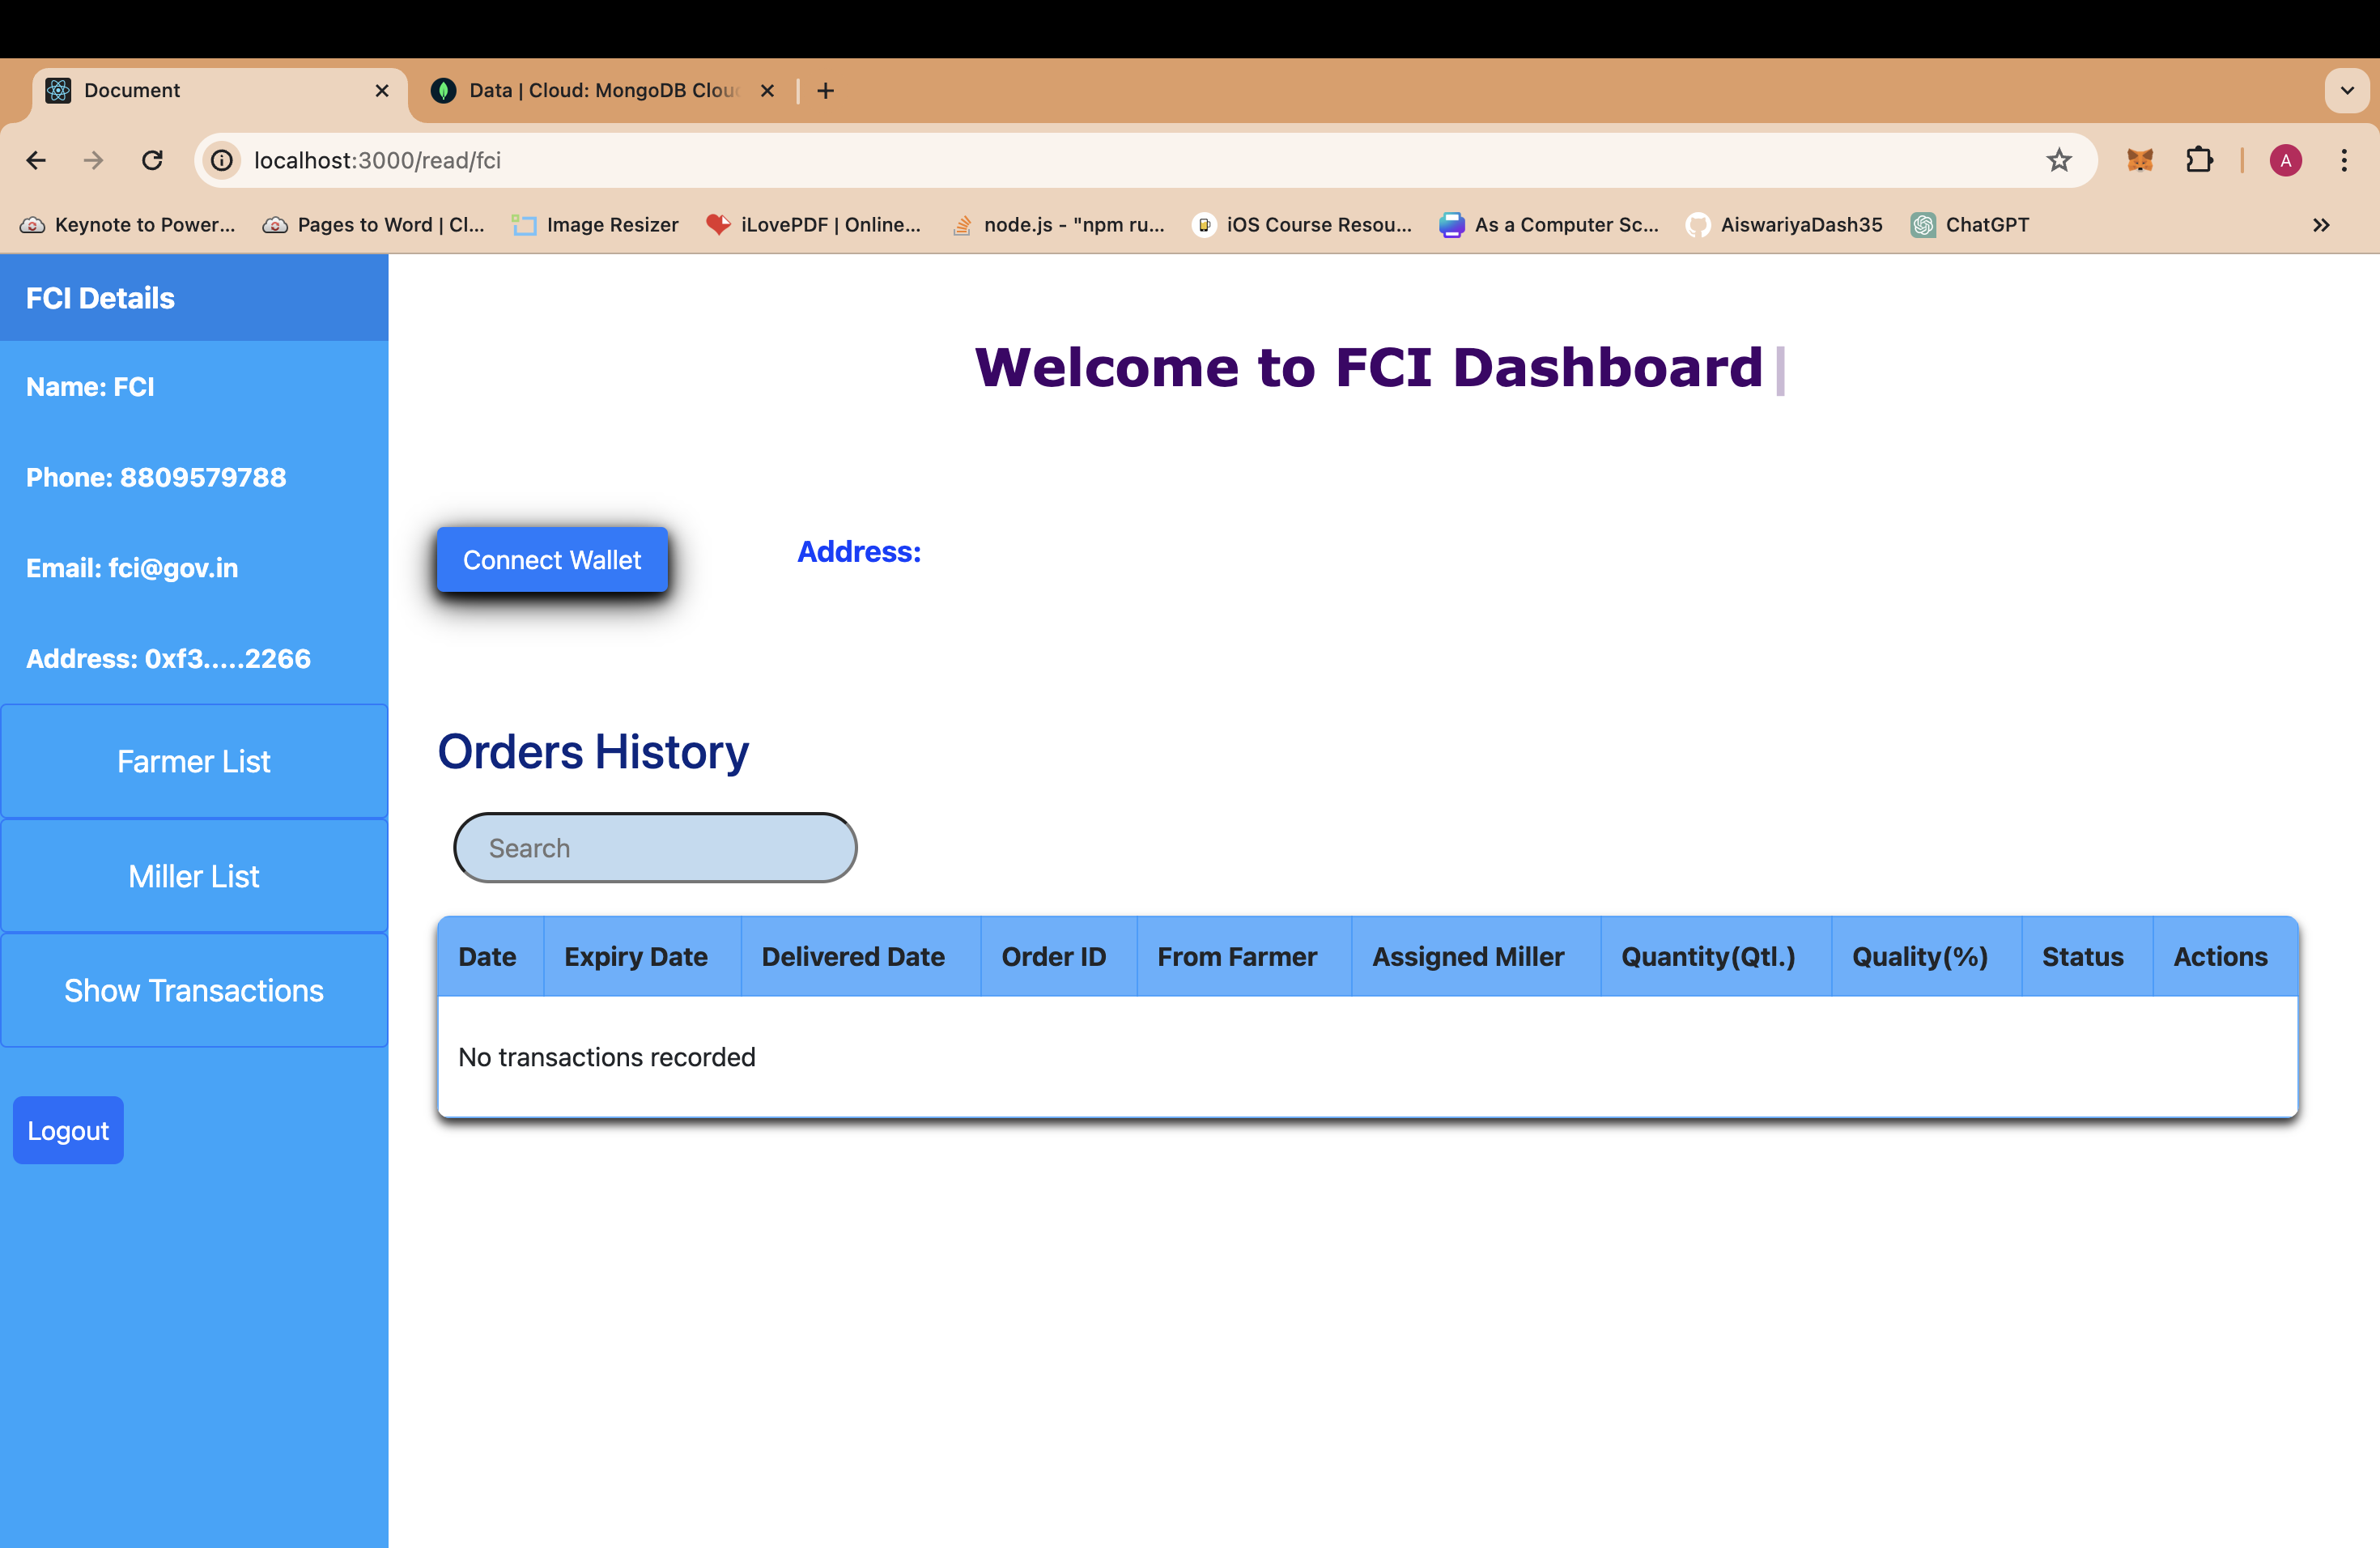 Document
Data | Cloud: MongoDB Clou
localhost:3000/read/fci
A
Keynote to Power... Pages to Word | Cl... Image Resizer iLovePDF | Online... node.js - "npm ru... iOS Course Resou... As a Computer Sc... AiswariyaDash35 ChatGPT
FCI Details
Name: FCI
Phone: 8809579788
Email: fci@gov.in
Address: 0xf3.....2266
Farmer List
Miller List
Show Transactions
Logout
Welcome to FCI Dashboard|
Connect Wallet
Address:
Orders History
Search
Date Expiry Date Delivered Date Order ID From Farmer Assigned Miller Quantity(Qtl.) Quality(%) Status Actions
No transactions recorded